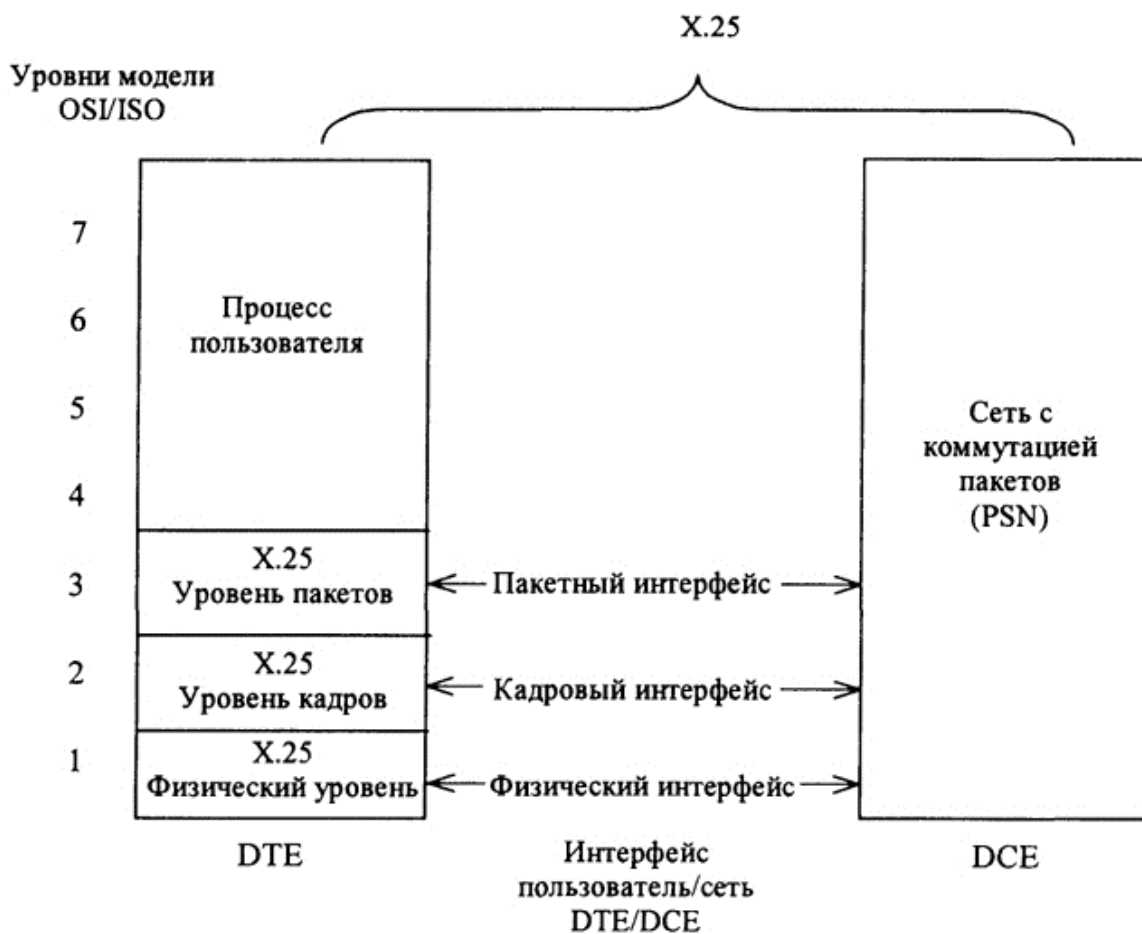 X.25
Уровни модели
OSI/ISO
7
6
5
4
3
2
1
Процесс
пользователя
X.25
Уровень пакетов
X.25
Уровень кадров
X.25
Физический уровень
Пакетный интерфейс
Кадровый интерфейс
Физический интерфейс
Сеть с
коммутацией
пакетов
(PSN)
DTE
Интерфейс
пользователь/сеть
DTE/DCE
DCE